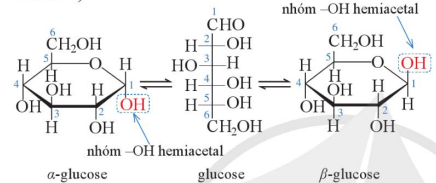 nhóm –OH hemiacetal
6
CH₂OH
H
5
O
H
H
4
OH
H
1
OH
OH
3
2
H
H
OH
nhóm –OH hemiacetal
α-glucose
1
CHO
2
H
OH
3
HO
H
4
H
OH
5
H
OH
6
CH₂OH
glucose
6
CH₂OH
H
5
O
OH
H
4
OH
H
1
H
OH
3
2
H
H
OH
β-glucose